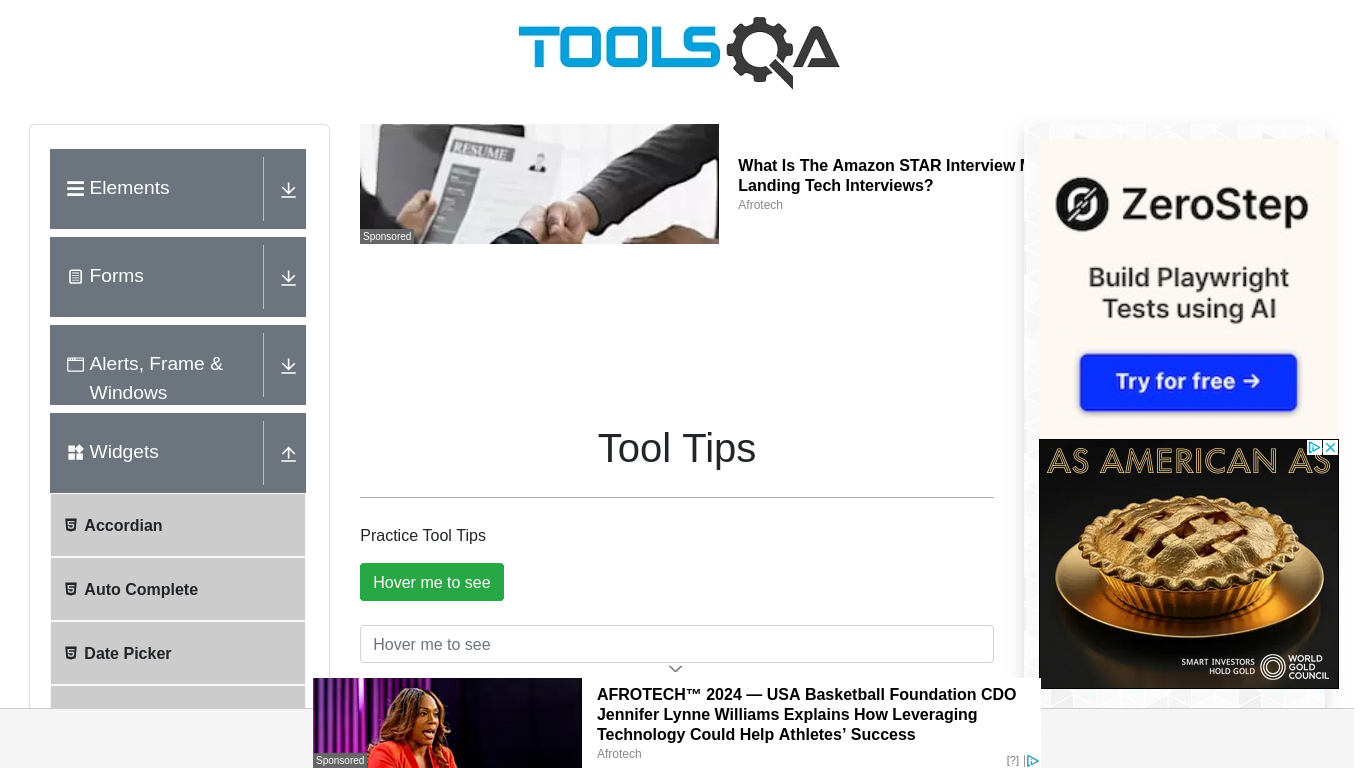 TOOLSQA
Elements
Forms
Alerts, Frame &
Windows
Widgets
Accordian
Auto Complete
Date Picker
RESUME
Sponsored
What Is The Amazon STAR Interview
Landing Tech Interviews?
Afrotech
Tool Tips
Practice Tool Tips
Hover me to see
Hover me to see
ZeroStep
Build Playwright
Tests using AI
Try for free →
AS AMERICAN AS
SMART INVESTORS
HOLD GOLD
WORLD
GOLD
COUNCIL
Sponsored
AFROTECH™ 2024 — USA Basketball Foundation CDO
Jennifer Lynne Williams Explains How Leveraging
Technology Could Help Athletes’ Success
Afrotech
[?]